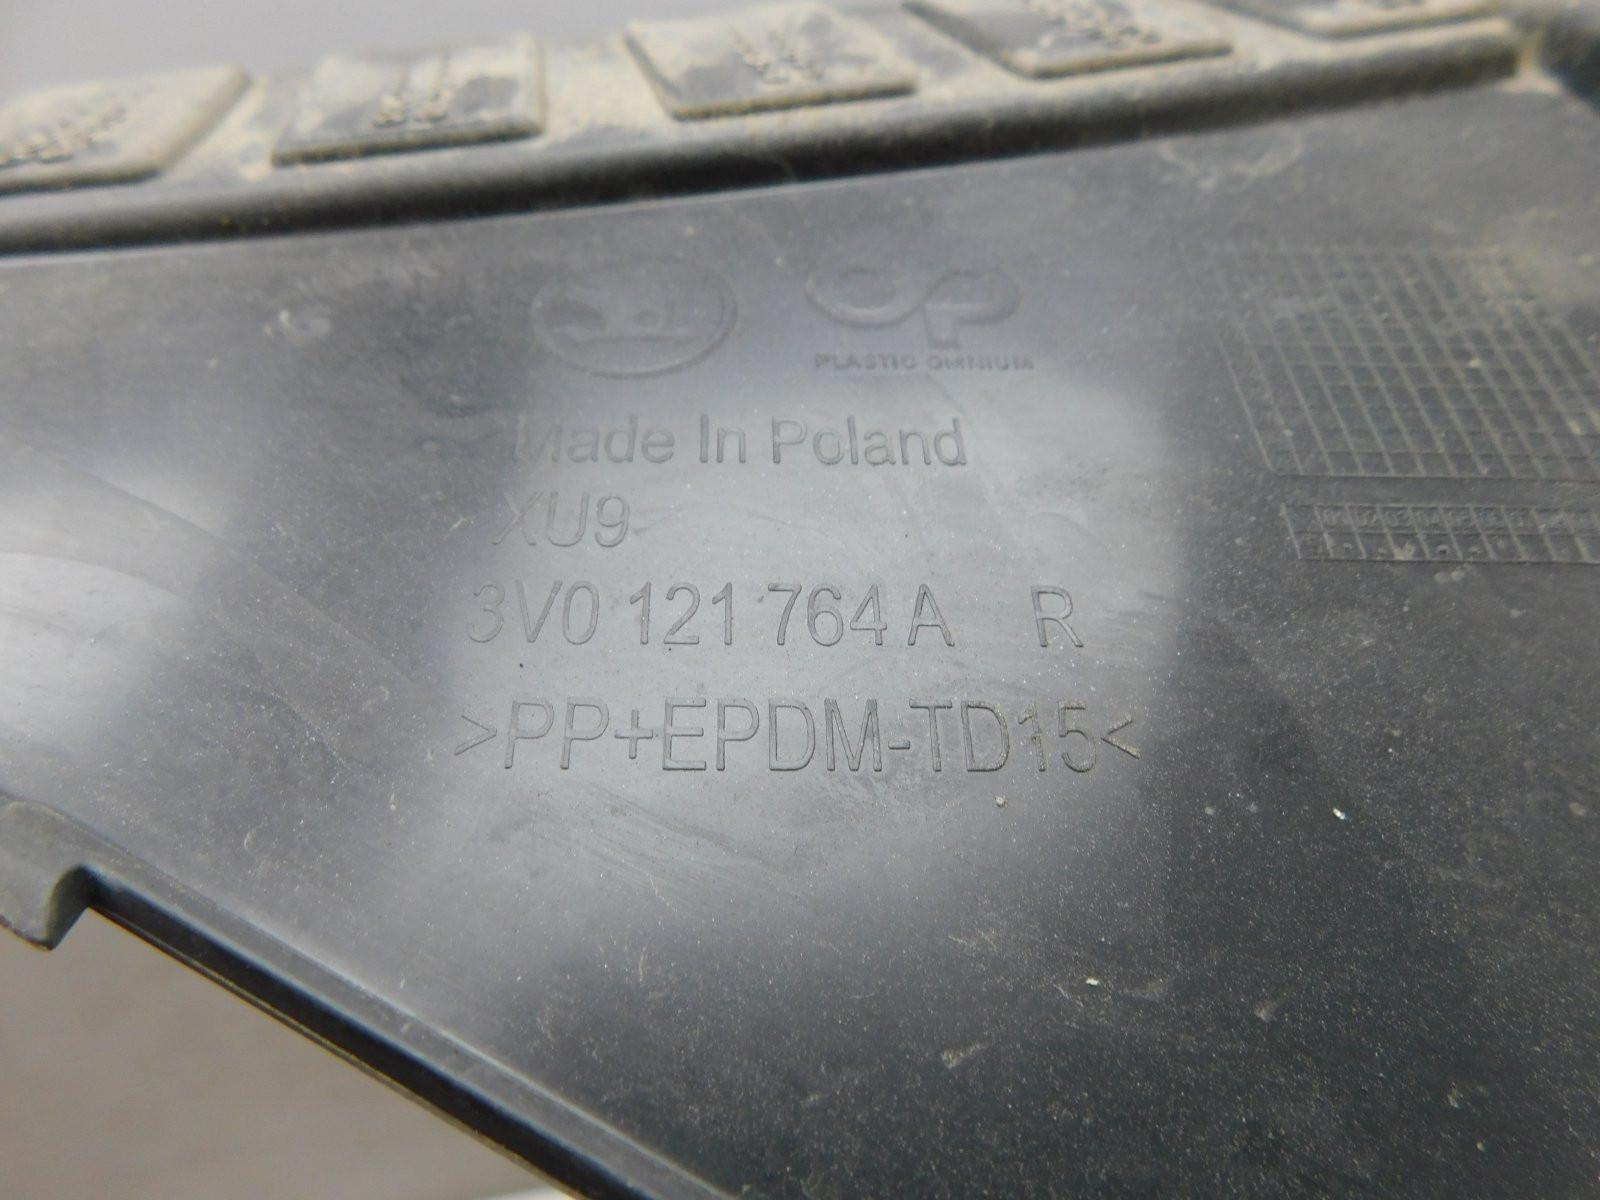 PLASTIC OMNIUM
Made In Poland
XU9
3V0 121 764 A R
>PP+EPDM-TD15<